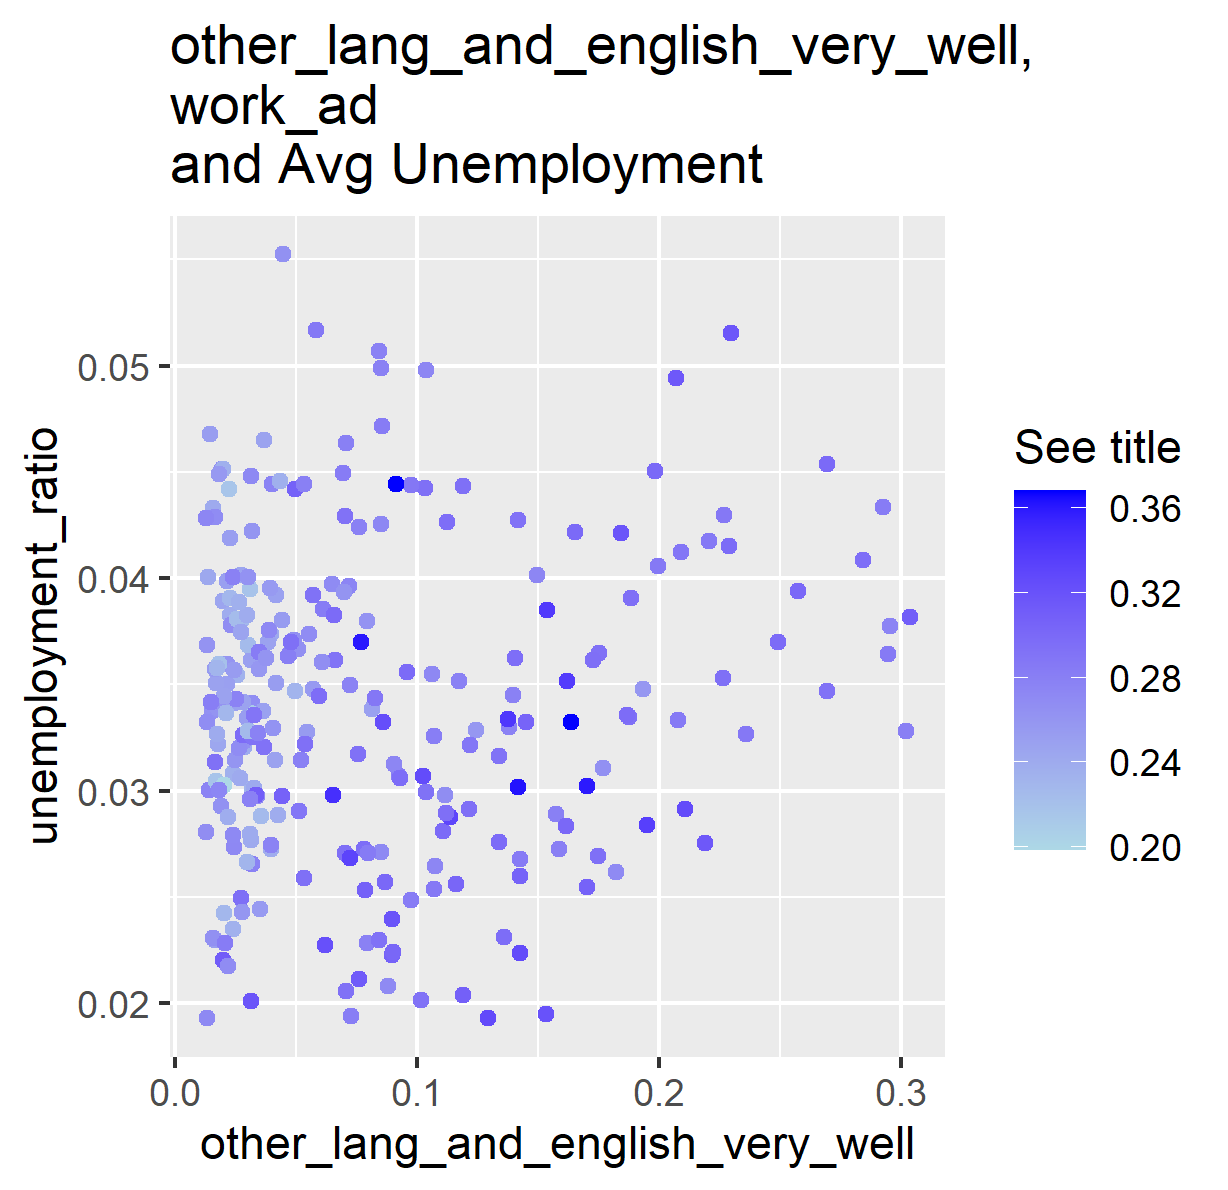 other_lang_and_english_very_well,
work_ad
and Avg Unemployment
unemployment_ratio
0.05
0.04
0.03
0.02
0.0 0.1 0.2 0.3
other_lang_and_english_very_well
See title
0.36
0.32
0.28
0.24
0.20